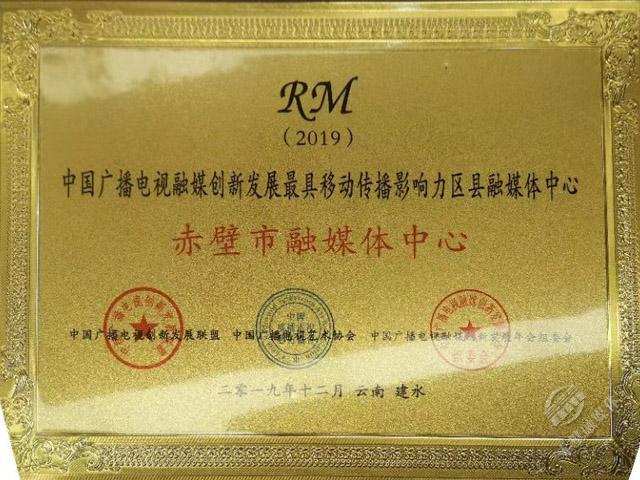 RM
（2019）
中国广播电视融媒创新发展最具移动传播影响力区县融媒体中心
赤壁市融媒体中心
中国广播电视创新发展联盟 中国广播电视艺术协会 中国广播电视融媒创新发展年会组委会
二零一九年十二月 云南 建水